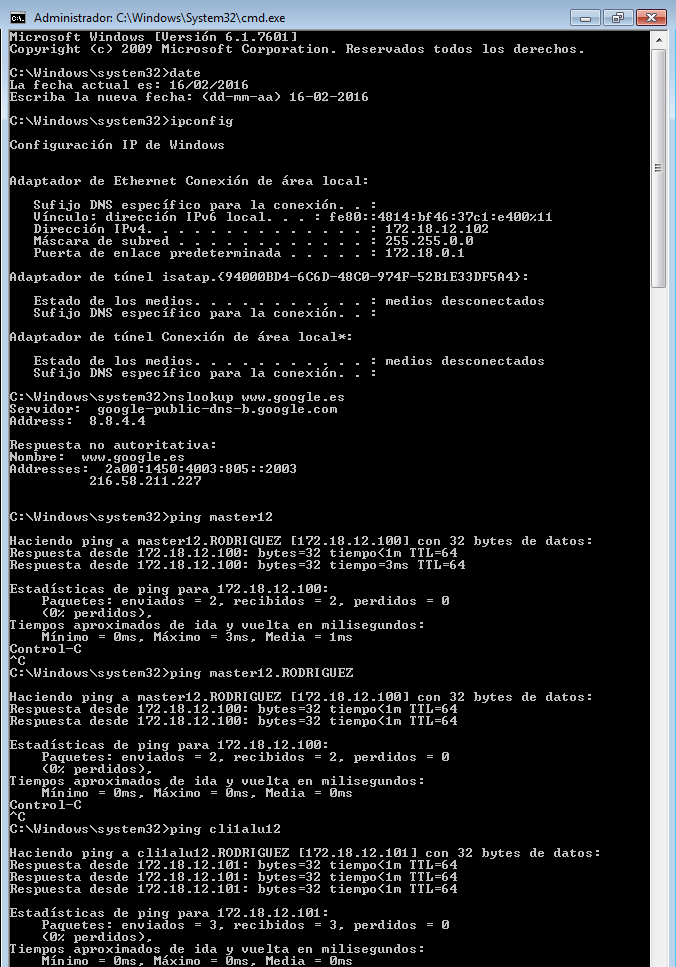 Administrador: C:\Windows\System32\cmd.exe
Microsoft Windows [Versión 6.1.7601]
Copyright (c) 2009 Microsoft Corporation. Reservados todos los derechos.
C:\Windows\system32>date
La fecha actual es: 16/02/2016
Escriba la nueva fecha: (dd-mm-aa) 16-02-2016
C:\Windows\system32>ipconfig
Configuración IP de Windows
Adaptador de Ethernet Conexión de área local:
Sufijo DNS específico para la conexión. . :
Vínculo: dirección IPv6 local. . . : fe80::4814:bf46:37c1:e400%11
Dirección IPv4. . . . . . . . . . . . . . : 172.18.12.102
Máscara de subred . . . . . . . . . . . . : 255.255.0.0
Puerta de enlace predeterminada . . . . . : 172.18.0.1
Adaptador de túnel isatap.{94000BD4-6C6D-48C0-974F-52B1E33DF5A4}:
Estado de los medios. . . . . . . . . . . : medios desconectados
Sufijo DNS específico para la conexión. . :
Adaptador de túnel Conexión de área local*:
Estado de los medios. . . . . . . . . . . : medios desconectados
Sufijo DNS específico para la conexión. . :
C:\Windows\system32>nslookup www.google.es
Servidor:  google-public-dns-b.google.com
Address:  8.8.4.4
Respuesta no autoritativa:
Nombre:  www.google.es
Addresses:  2a00:1450:4003:805::2003
216.58.211.227
C:\Windows\system32>ping master12
Haciendo ping a master12.RODRIGUEZ [172.18.12.100] con 32 bytes de datos:
Respuesta desde 172.18.12.100: bytes=32 tiempo<1m TTL=64
Respuesta desde 172.18.12.100: bytes=32 tiempo=3ms TTL=64
Estadísticas de ping para 172.18.12.100:
Paquetes: enviados = 2, recibidos = 2, perdidos = 0
(0% perdidos),
Tiempos aproximados de ida y vuelta en milisegundos:
Mínimo = 0ms, Máximo = 3ms, Media = 1ms
Control-C
^C
C:\Windows\system32>ping master12.RODRIGUEZ
Haciendo ping a master12.RODRIGUEZ [172.18.12.100] con 32 bytes de datos:
Respuesta desde 172.18.12.100: bytes=32 tiempo<1m TTL=64
Respuesta desde 172.18.12.100: bytes=32 tiempo<1m TTL=64
Estadísticas de ping para 172.18.12.100:
Paquetes: enviados = 2, recibidos = 2, perdidos = 0
(0% perdidos),
Tiempos aproximados de ida y vuelta en milisegundos:
Mínimo = 0ms, Máximo = 0ms, Media = 0ms
Control-C
^C
C:\Windows\system32>ping cli1alu12
Haciendo ping a cli1alu12.RODRIGUEZ [172.18.12.101] con 32 bytes de datos:
Respuesta desde 172.18.12.101: bytes=32 tiempo<1m TTL=64
Respuesta desde 172.18.12.101: bytes=32 tiempo<1m TTL=64
Respuesta desde 172.18.12.101: bytes=32 tiempo<1m TTL=64
Estadísticas de ping para 172.18.12.101:
Paquetes: enviados = 3, recibidos = 3, perdidos = 0
(0% perdidos),
Tiempos aproximados de ida y vuelta en milisegundos:
Mínimo = 0ms, Máximo = 0ms, Media = 0ms